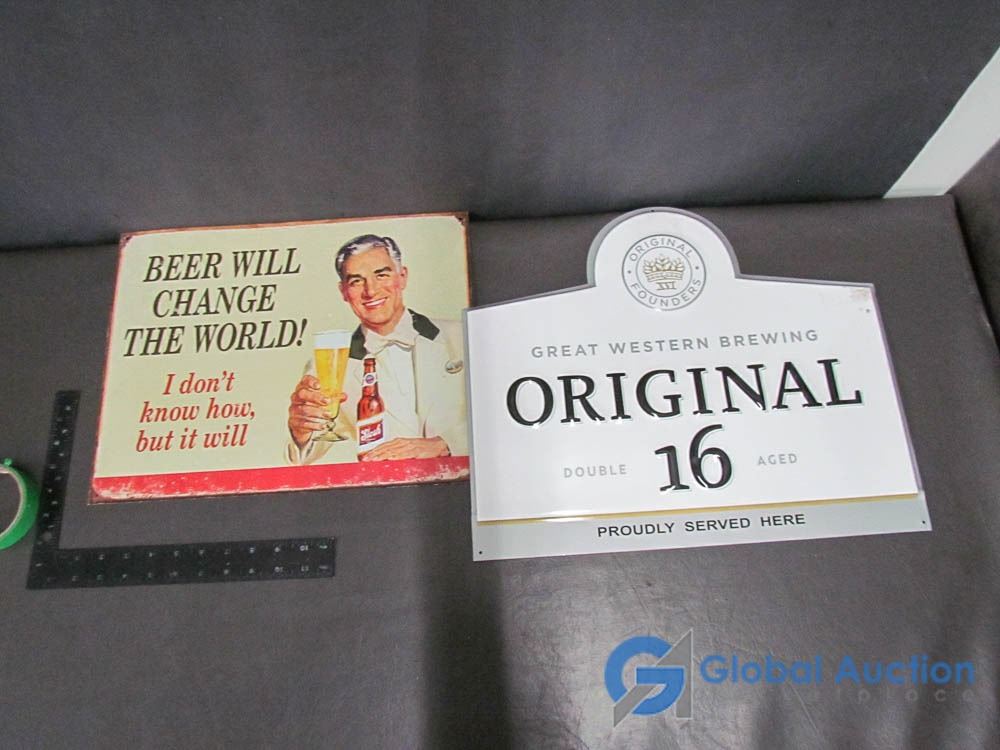 BEER WILL
CHANGE
THE WORLD!
I don't
know how,
but it will
ORIGINAL
XVI
FOUNDERS
GREAT WESTERN BREWING
ORIGINAL
16
DOUBLE
AGED
PROUDLY SERVED HERE
Global Auction